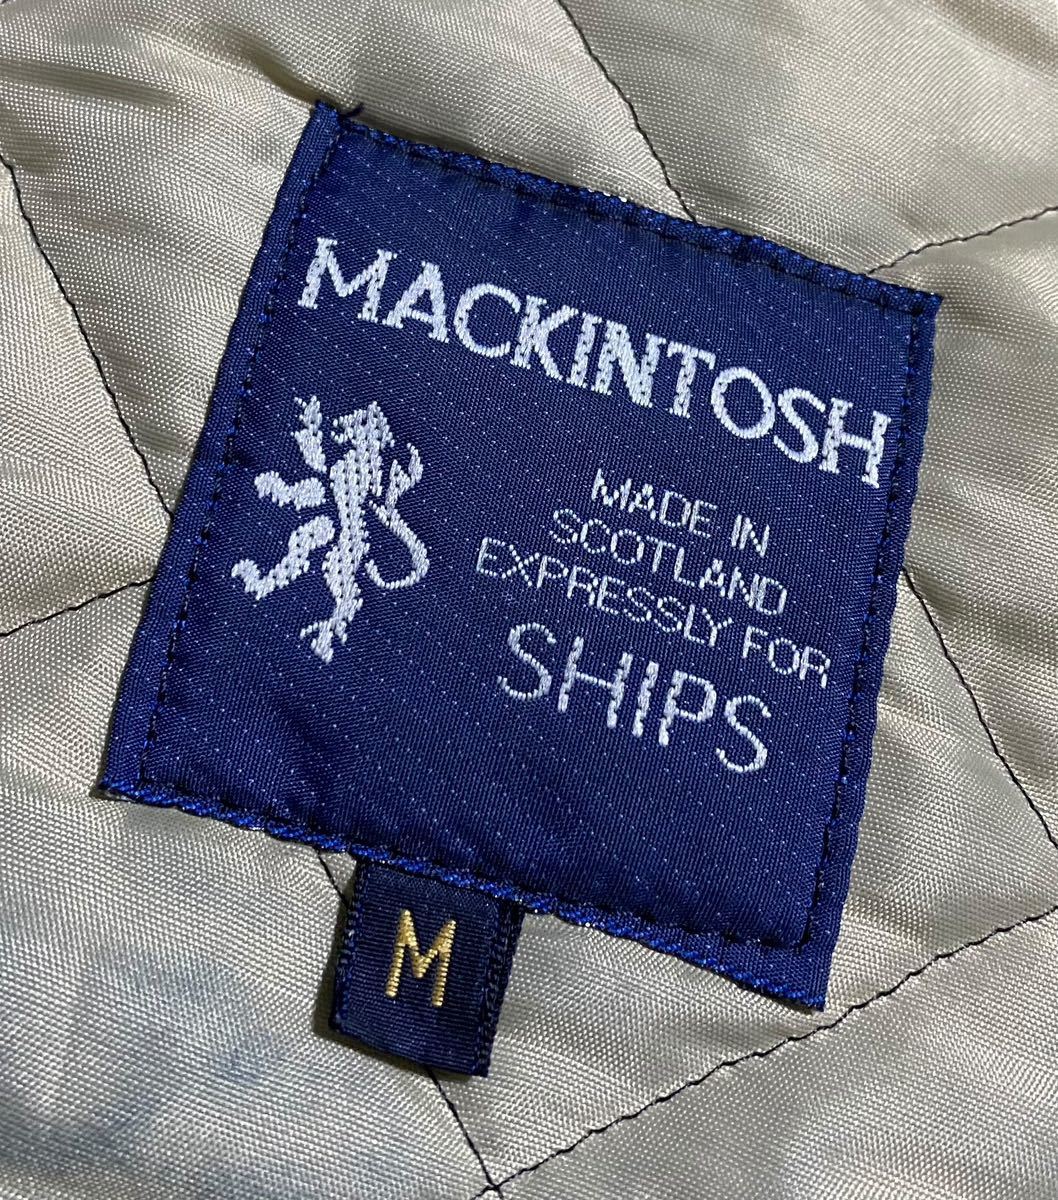 MACKINTOSH
MADE IN
SCOTLAND
EXPRESSLY FOR
SHIPS
M